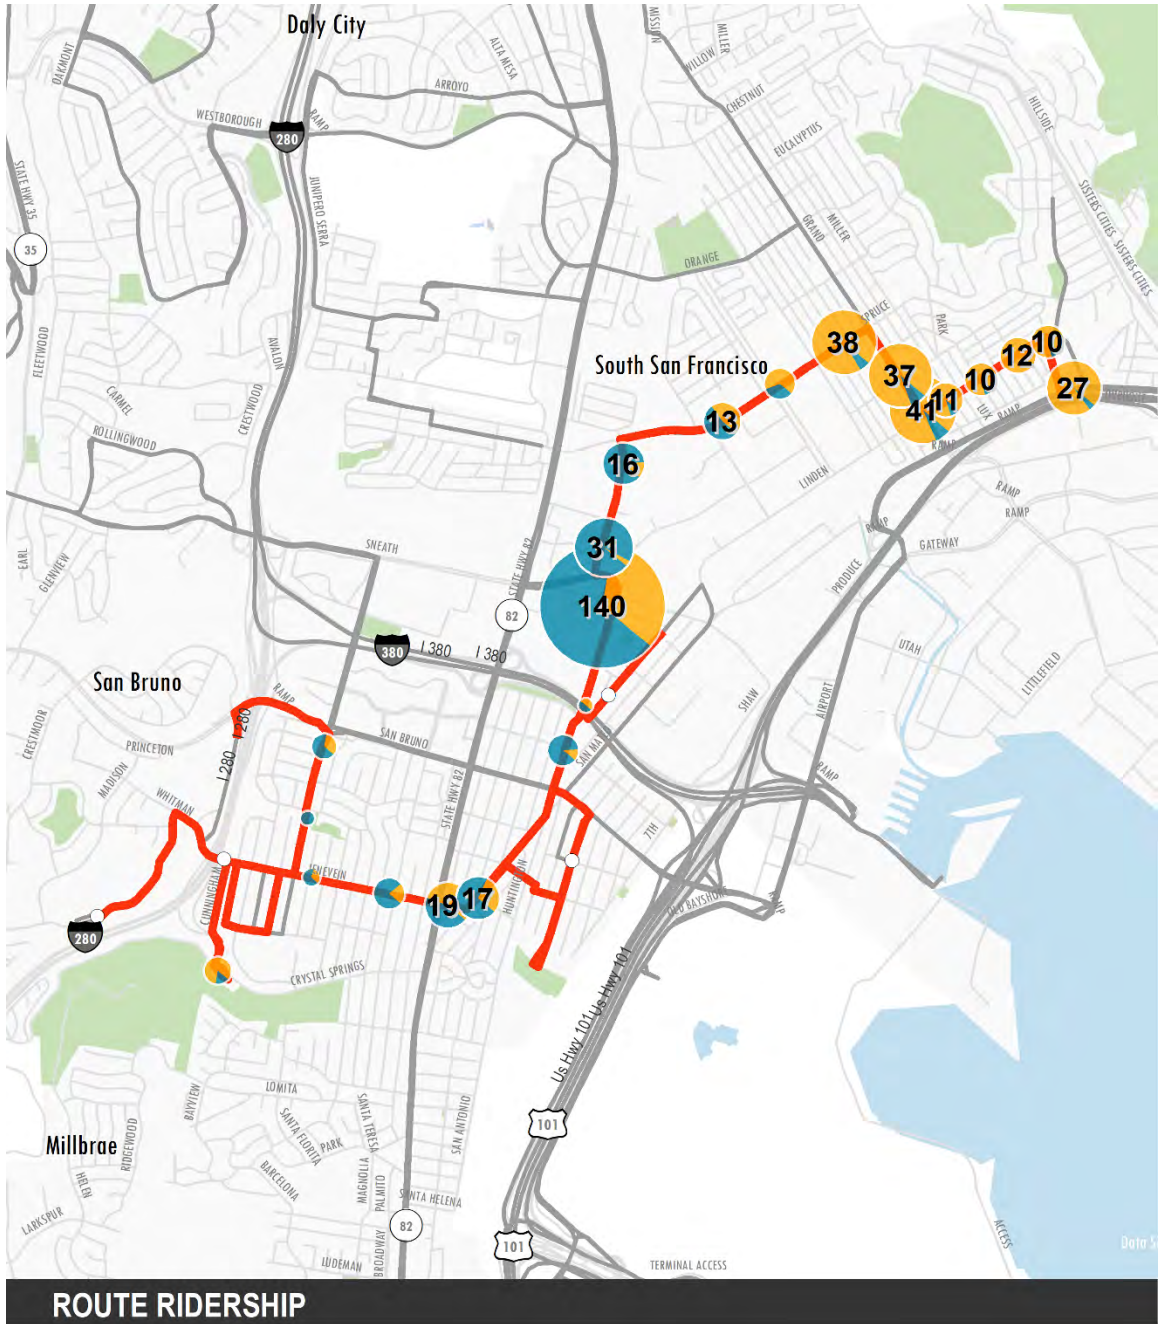 Daly City
MISSION
MILLER
WILLOW
ALTA MESA
OAKMONT
ARROYO
CHESTNUT
WESTBOROUGH
RAMP
280
EUCALYPTUS
HILLSIDE
STATE HWY 35
JUNIPERO SERRA
SISTERS CITIES
SISTERS CITIES
35
MILLER
GRAND
ORANGE
SPRUCE
PARK
FLEETWOOD
AVALON
38
10
12
South San Francisco
37
10
27
CARMEL
CRESTWOOD
11
41
13
LUX
RAMP
ROLLINGWOOD
RAMP
16
LINDEN
RAMP
RAMP
RAMP
EARL
GLENVIEW
SNEATH
31
GATEWAY
STATE HWY 82
PRODUCE
140
82
380
I 380
I 380
UTAH
LITTLEFIELD
San Bruno
RAMP
SHAW
AIRPORT
CRESTMOOR
PRINCETON
I 280
I 280
SAN BRUNO
MADISON
WHITMAN
STATE HWY 82
RAMP
7TH
CUNNINGHAM
JENEVEIN
HUNTINGTON
19
17
OLD BAYSHORE
RAMP
280
CRYSTAL SPRINGS
Us Hwy 101
Us Hwy 101
LOMITA
BAYVIEW
SANTA FLORITA
PARK
SANTA TERESA
SAN ANTONIO
101
Millbrae
RIDGEWOOD
HELEN
BARCELONA
MAGNOLIA
PALMITO
SANTA HELENA
LARKSPUR
82
BROADWAY
ACCESS
101
LUDEMAN
TERMINAL ACCESS
ROUTE RIDERSHIP